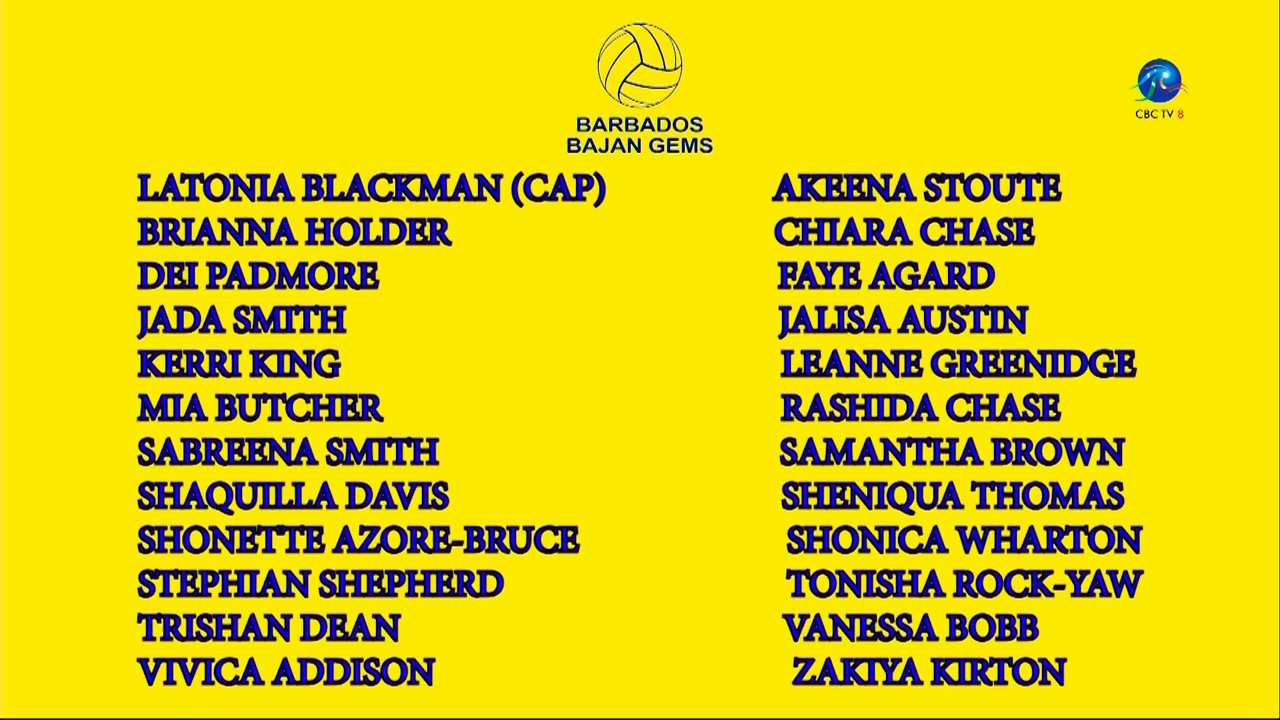 BARBADOS
BAJAN GEMS
CBC TV 8
LATONIA BLACKMAN (CAP)
BRIANNA HOLDER
DEI PADMORE
JADA SMITH
KERRI KING
MIA BUTCHER
SABREENA SMITH
SHAQUILLA DAVIS
SHONETTE AZORE-BRUCE
STEPHIAN SHEPHERD
TRISHAN DEAN
VIVICA ADDISON
AKEENA STOUTE
CHIARA CHASE
FAYE AGARD
JALISA AUSTIN
LEANNE GREENIDGE
RASHIDA CHASE
SAMANTHA BROWN
SHENIQUA THOMAS
SHONICA WHARTON
TONISHA ROCK-YAW
VANESSA BOBB
ZAKIYA KIRTON